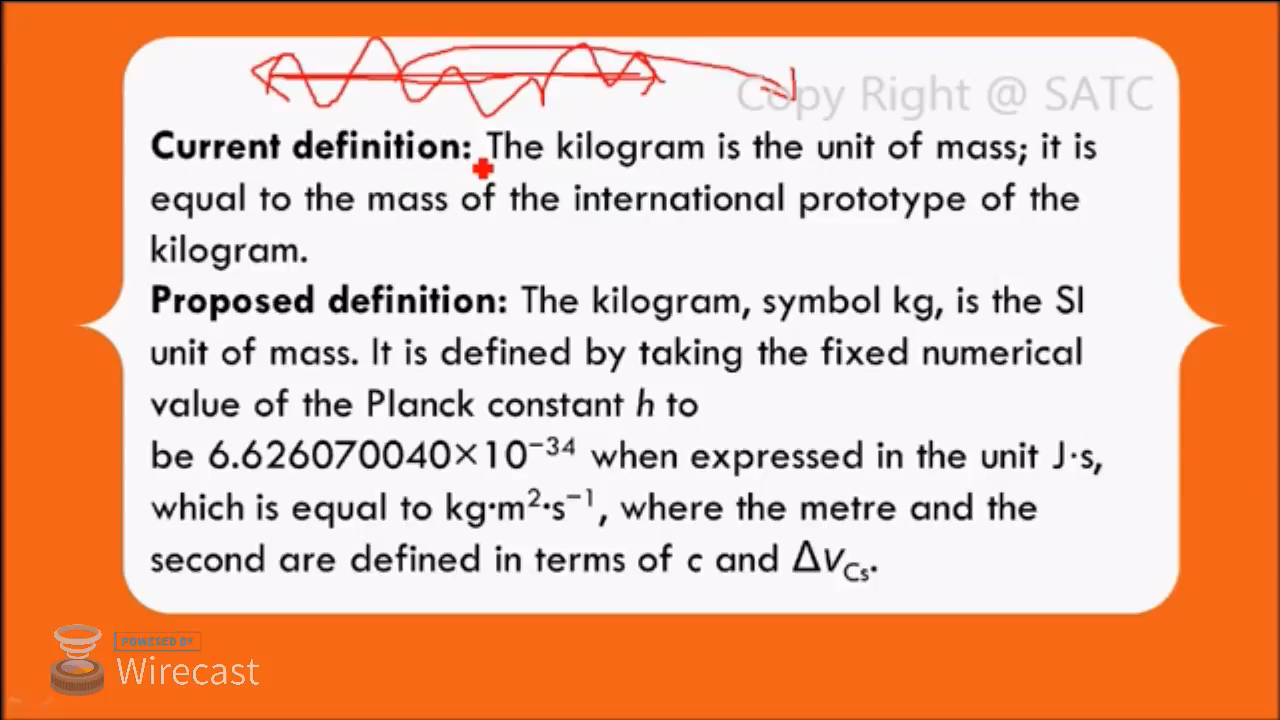 Copy Right @ SATC
Current definition: The kilogram is the unit of mass; it is
equal to the mass of the international prototype of the
kilogram.
Proposed definition: The kilogram, symbol kg, is the SI
unit of mass. It is defined by taking the fixed numerical
value of the Planck constant h to
be 6.626070040×10⁻³⁴ when expressed in the unit J·s,
which is equal to kg·m²·s⁻¹, where the metre and the
second are defined in terms of c and Δν_Cs.
POWERED BY
Wirecast